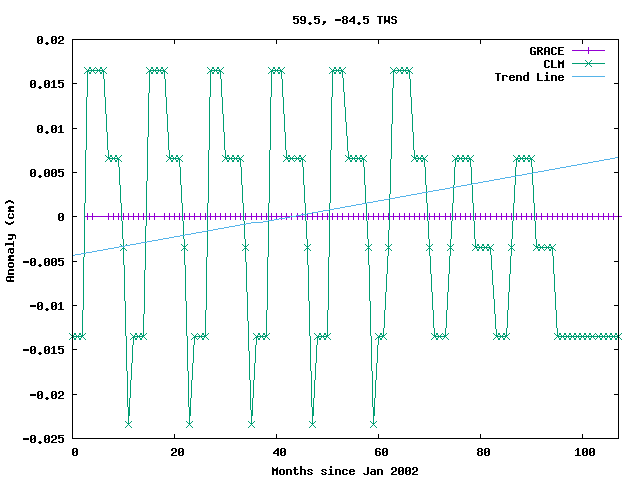 59.5, -84.5 TWS
GRACE
CLM
Trend Line
0.02
0.015
0.01
0.005
0
-0.005
-0.01
-0.015
-0.02
-0.025
Anomaly (cm)
0 20 40 60 80 100
Months since Jan 2002